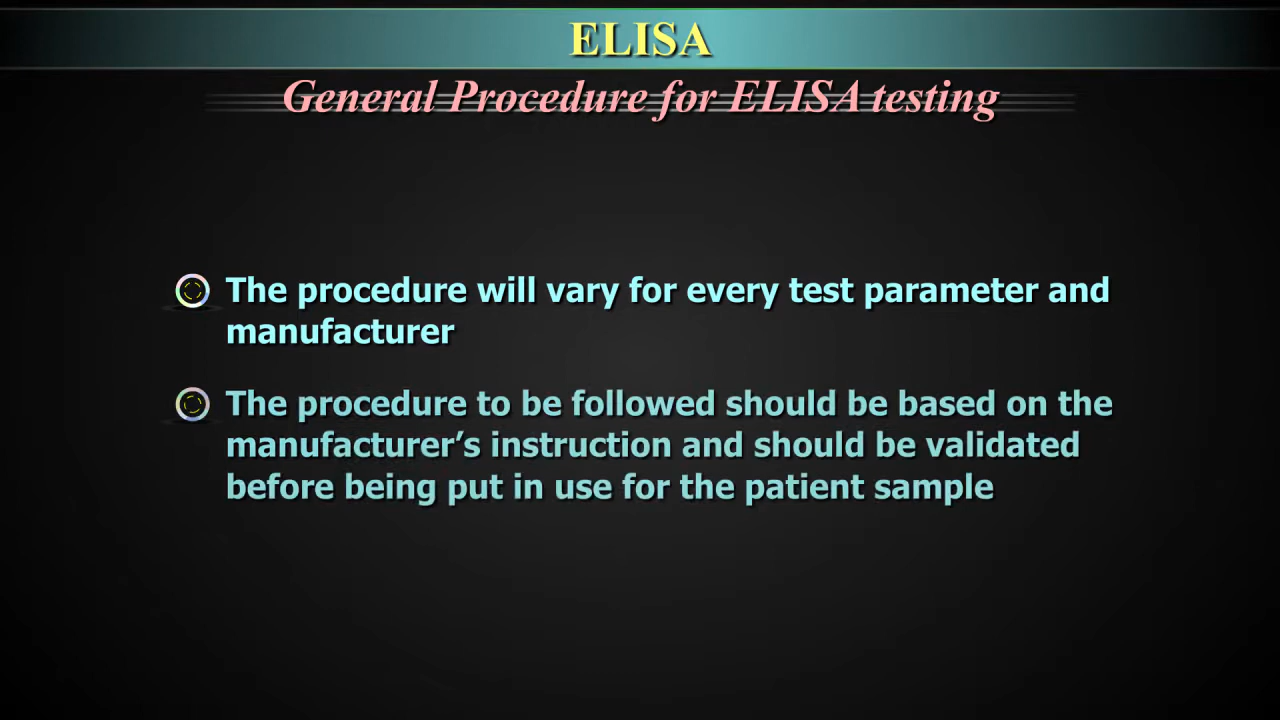 ELISA
General Procedure for ELISA testing
The procedure will vary for every test parameter and
manufacturer
The procedure to be followed should be based on the
manufacturer’s instruction and should be validated
before being put in use for the patient sample